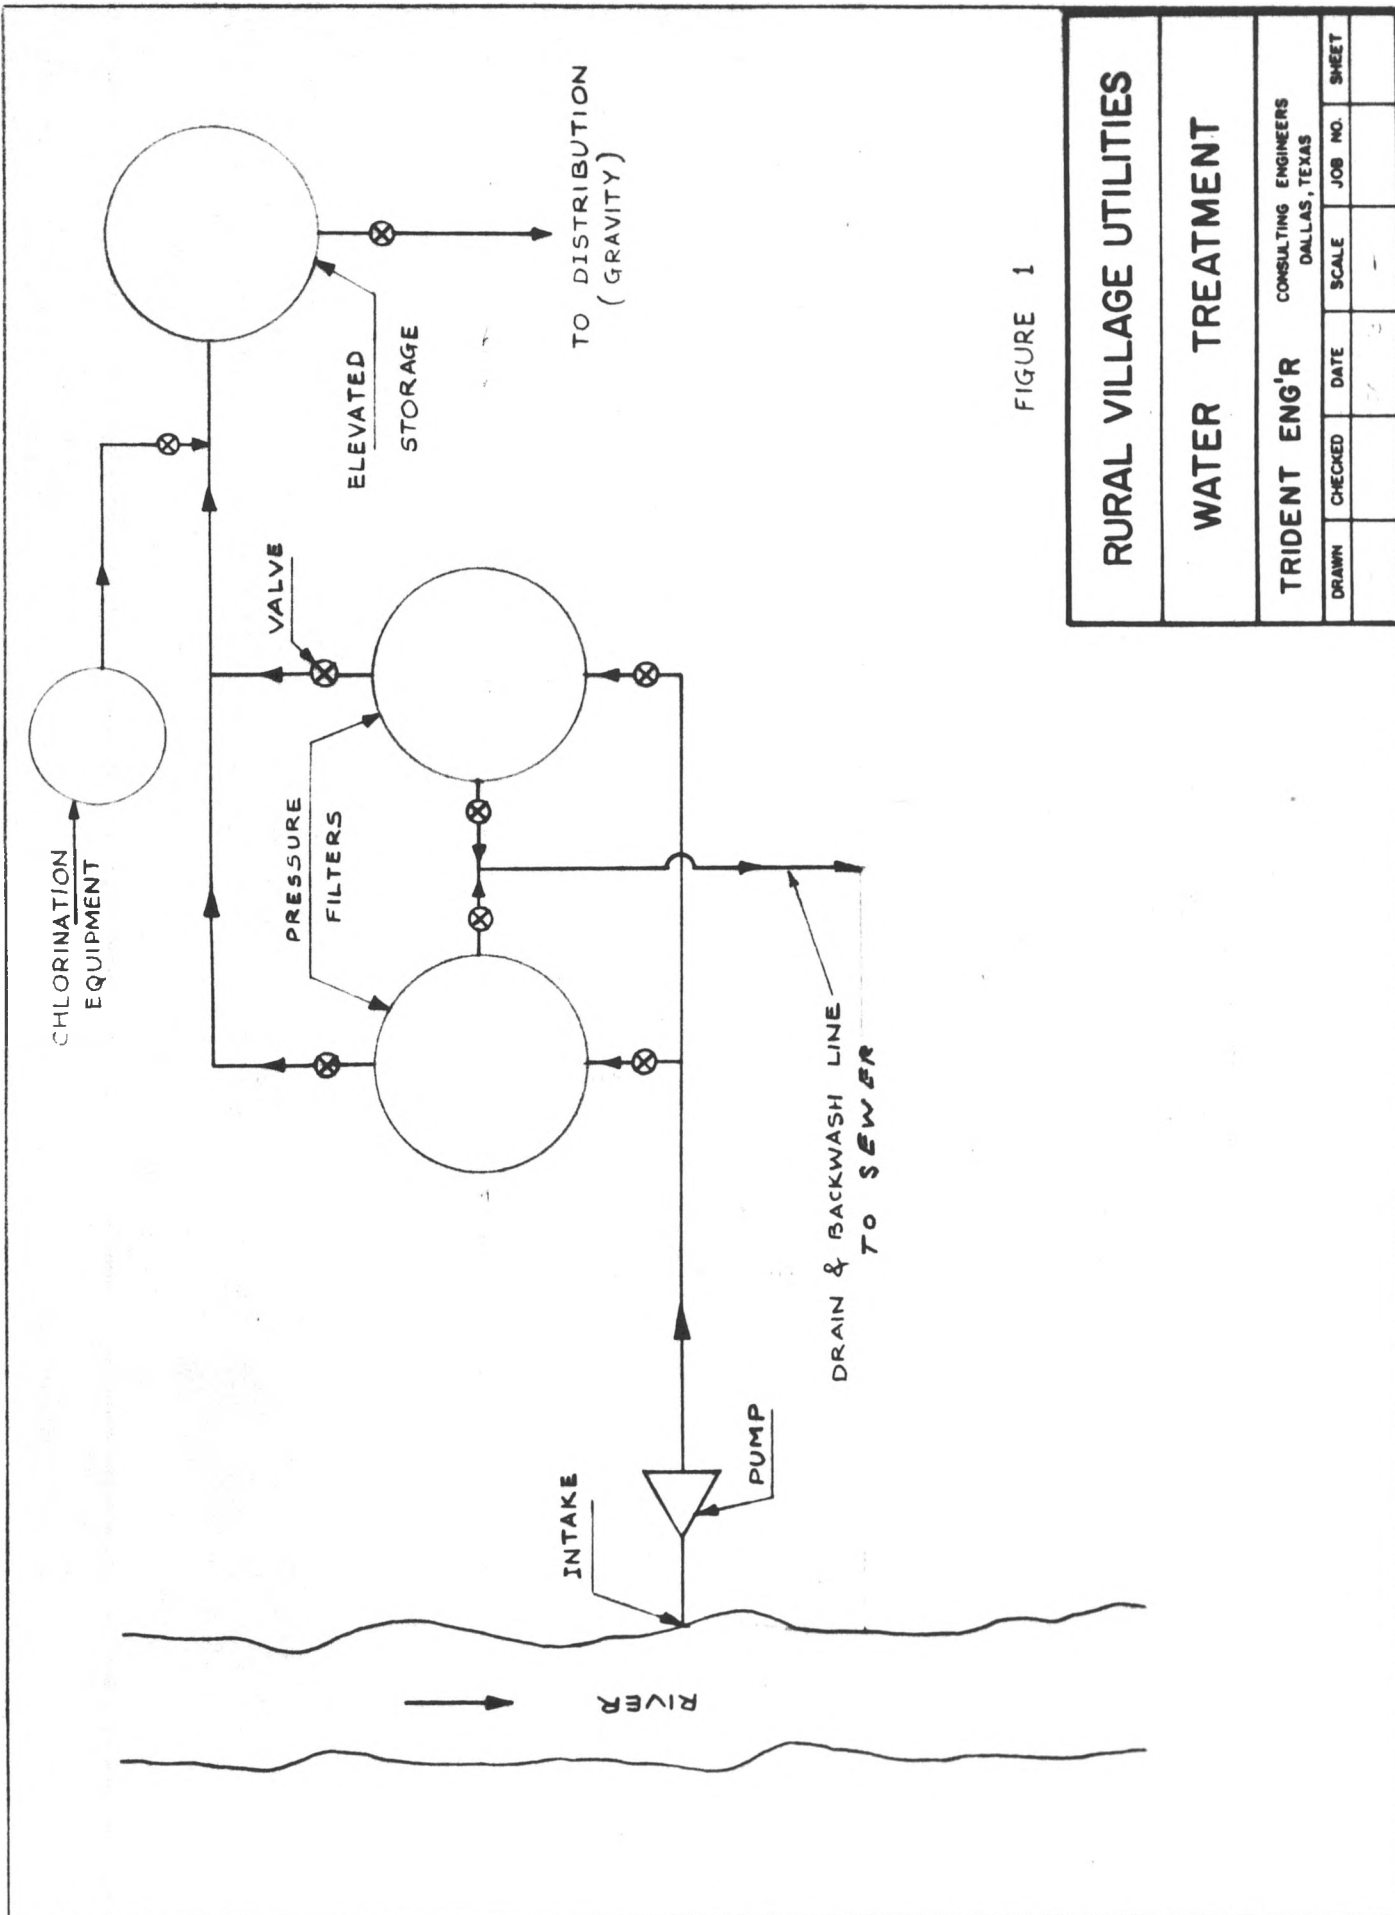 CHLORINATION
EQUIPMENT
VALVE
PRESSURE
FILTERS
ELEVATED
STORAGE
TO DISTRIBUTION
(GRAVITY)
INTAKE
PUMP
RIVER
DRAIN & BACKWASH LINE
TO SEWER
FIGURE 1
RURAL VILLAGE UTILITIES
WATER TREATMENT
TRIDENT ENG'R CONSULTING ENGINEERS
DALLAS, TEXAS
DRAWN CHECKED DATE SCALE JOB NO. SHEET
-